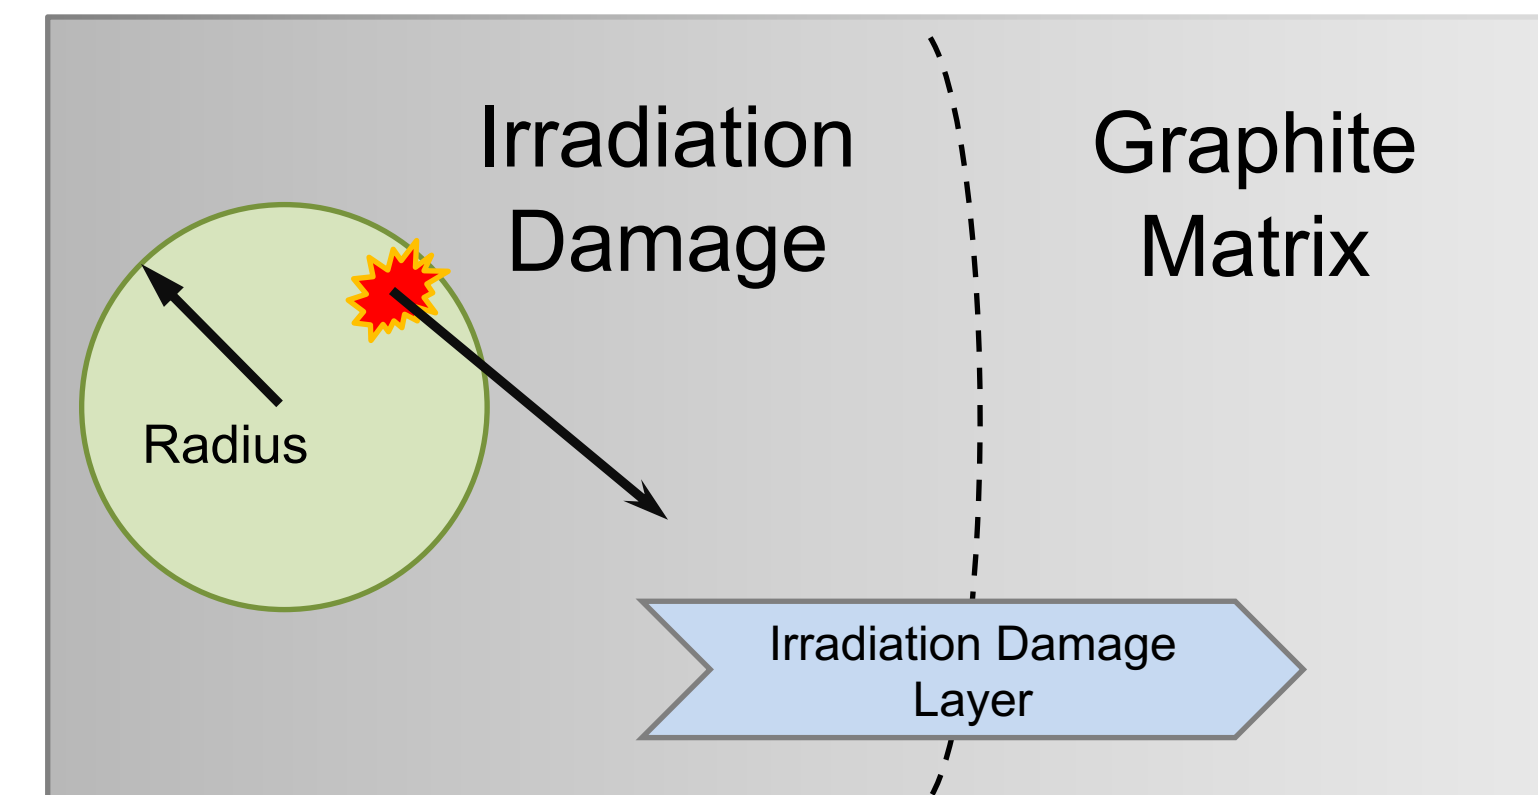 Irradiation
Damage
Graphite
Matrix
Radius
Irradiation Damage
Layer